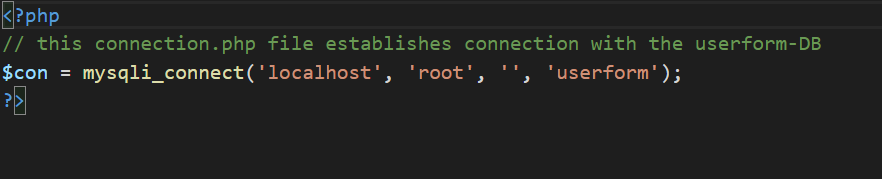 <?php
// this connection.php file establishes connection with the userform-DB
$con = mysqli_connect('localhost', 'root', '', 'userform');
?>